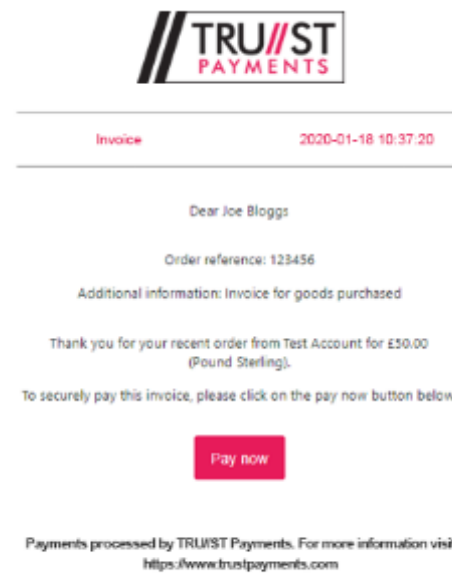 TRU//ST
PAYMENTS
Invoice 2020-01-18 10:37:20
Dear Joe Bloggs
Order reference: 123456
Additional information: Invoice for goods purchased
Thank you for your recent order from Test Account for £50.00
(Pound Sterling).
To securely pay this invoice, please click on the pay now button below
Pay now
Payments processed by TRU//ST Payments. For more information visi
https://www.trustpayments.com